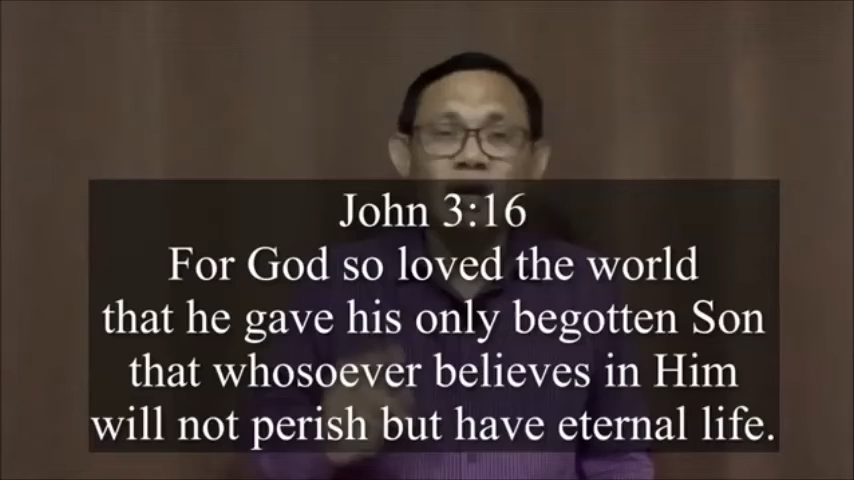 John 3:16
For God so loved the world
that he gave his only begotten Son
that whosoever believes in Him
will not perish but have eternal life.